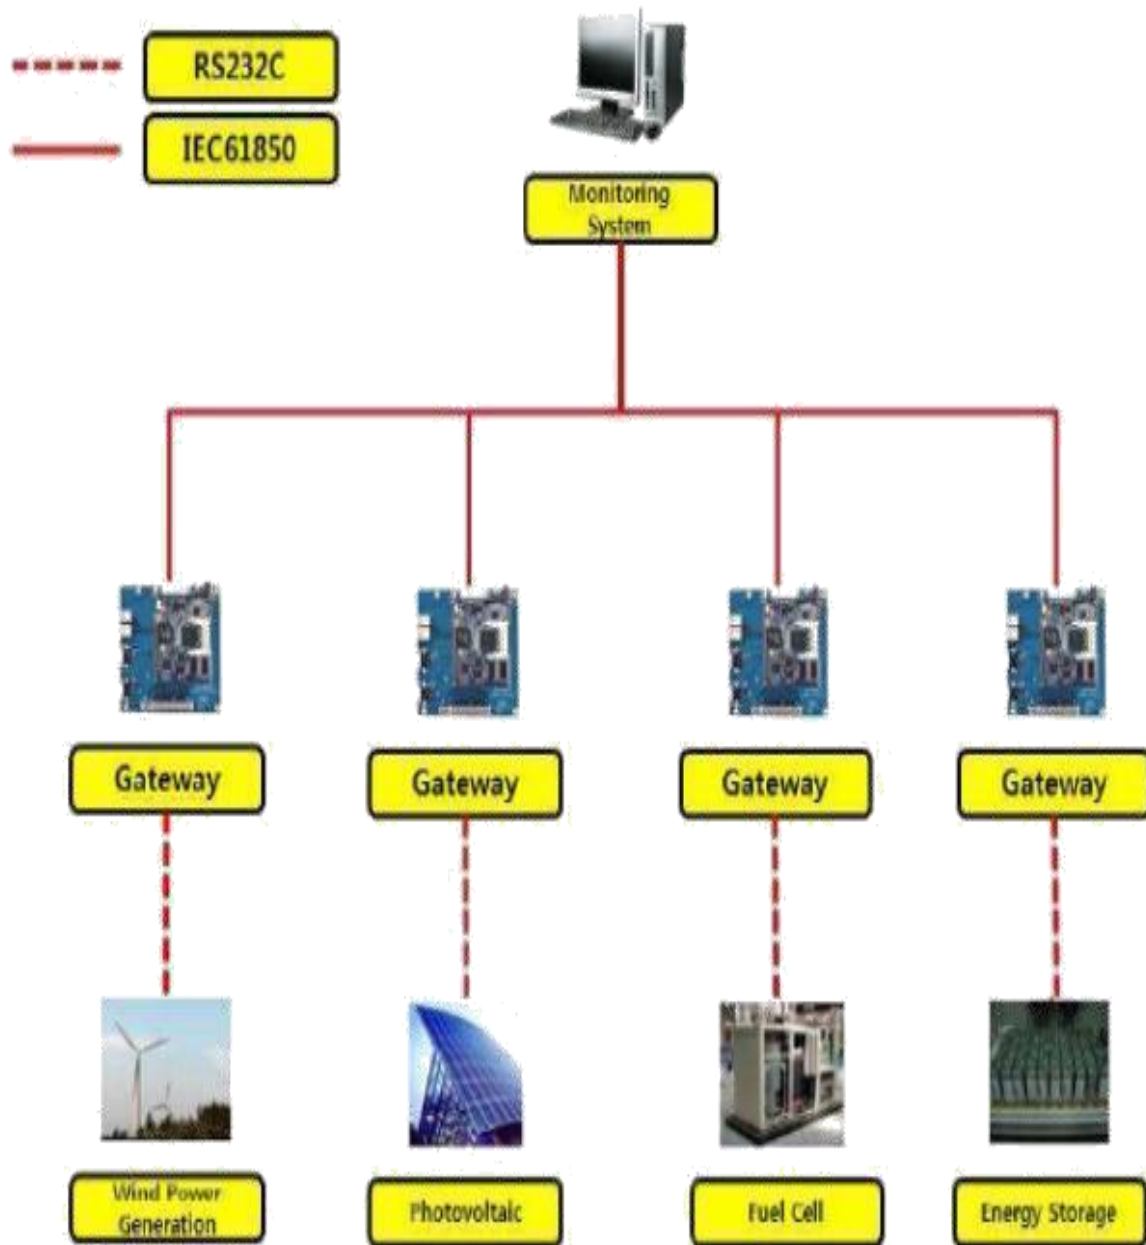 RS232C
IEC61850
Monitoring
System
Gateway
Gateway
Gateway
Gateway
Wind Power
Generation
Photovoltaic
Fuel Cell
Energy Storage